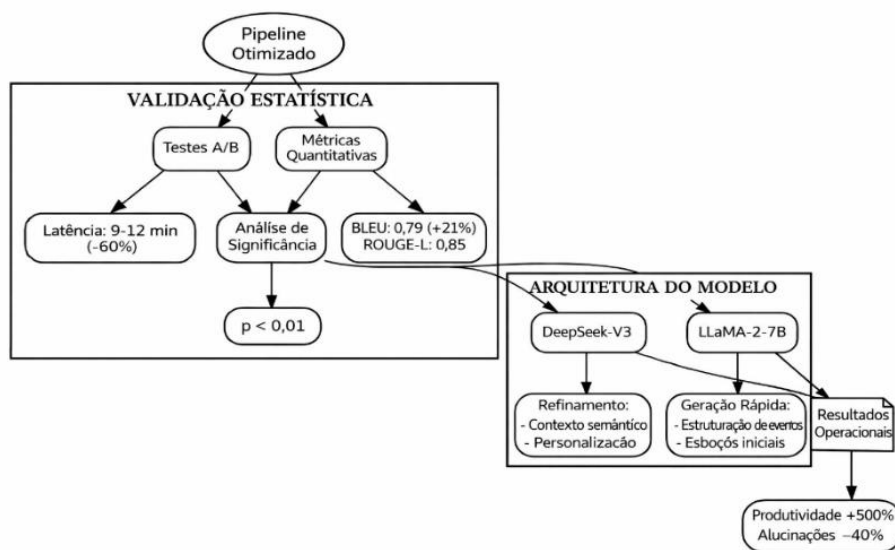 Pipeline
Otimizado
VALIDAÇÃO ESTATÍSTICA
Testes A/B
Métricas
Quantitativas
Latência: 9-12 min
(-60%)
Análise de
Significância
BLEU: 0,79 (+21%)
ROUGE-L: 0,85
p < 0,01
ARQUITETURA DO MODELO
DeepSeek-V3
LLaMA-2-7B
Refinamento:
- Contexto semântico
- Personalizacão
Geração Rápida:
- Estruturação de eventos
- Esboçós iniciais
Resultados
Operacionais
Produtividade +500%
Alucinações −40%